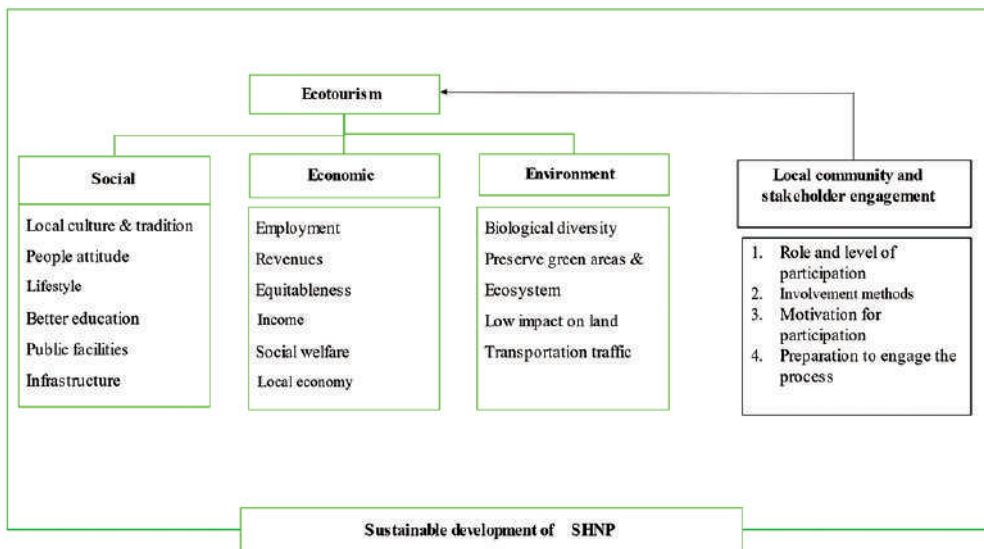 Ecotourism
Social
Local culture & tradition
People attitude
Lifestyle
Better education
Public facilities
Infrastructure
Economic
Employment
Revenues
Equitableness
Income
Social welfare
Local economy
Environment
Biological diversity
Preserve green areas &
Ecosystem
Low impact on land
Transportation traffic
Local community and
stakeholder engagement
1. Role and level of
participation
2. Involvement methods
3. Motivation for
participation
4. Preparation to engage the
process
Sustainable development of SHNP